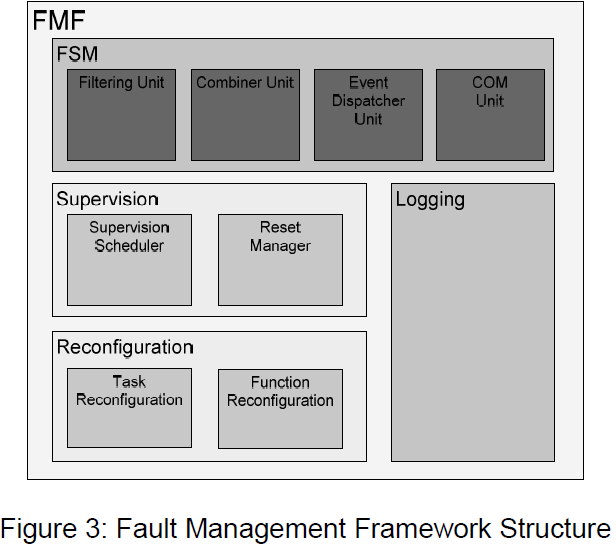 FMF
FSM
Filtering Unit
Combiner Unit
Event
Dispatcher
Unit
COM
Unit
Supervision
Supervision
Scheduler
Reset
Manager
Logging
Reconfiguration
Task
Reconfiguration
Function
Reconfiguration
Figure 3: Fault Management Framework Structure